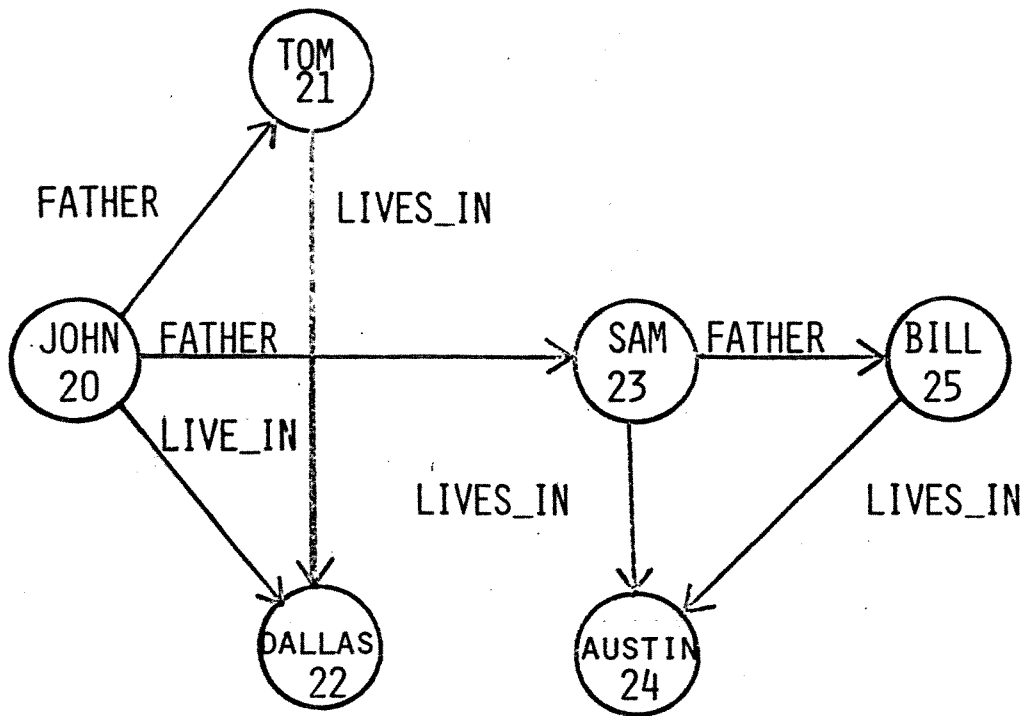 TOM
21
FATHER
LIVES_IN
JOHN
20
FATHER
SAM
23
FATHER
BILL
25
LIVE_IN
LIVES_IN
LIVES_IN
DALLAS
22
AUSTIN
24